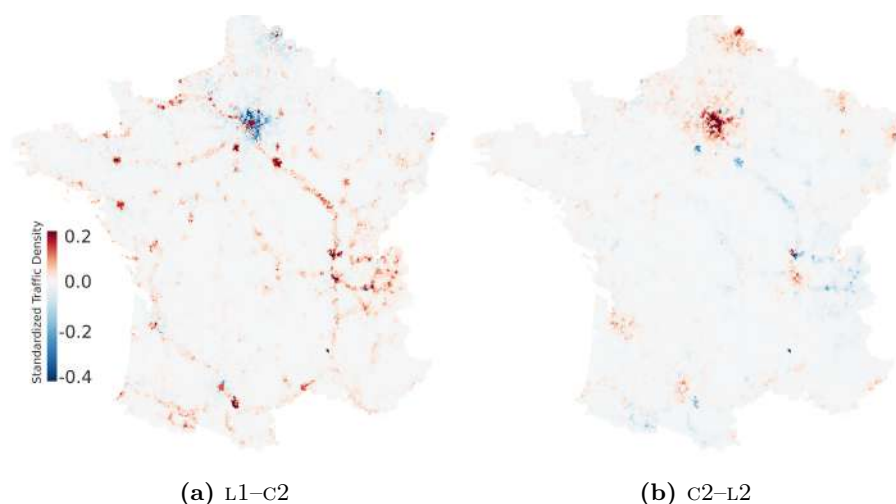 Standardized Traffic Density
0.2
0.0
-0.2
-0.4
(a) L1–C2
(b) C2–L2